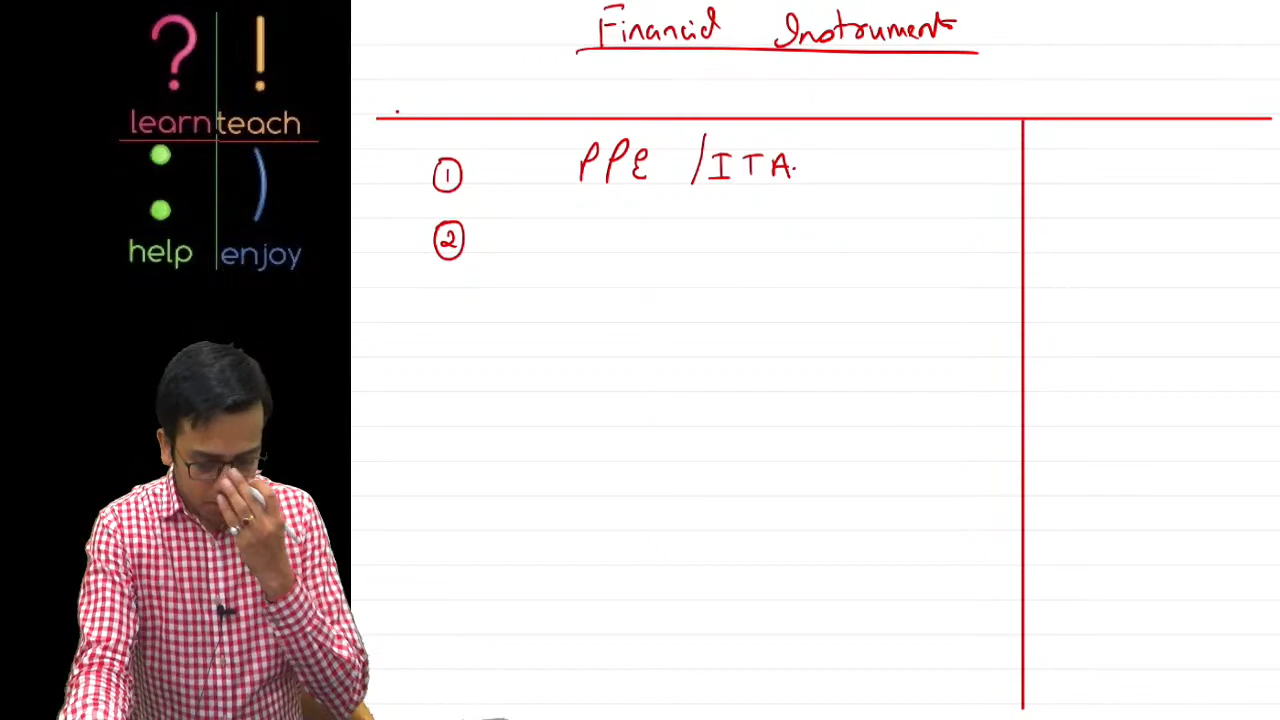 ? !
learn teach
: )
help enjoy
Financial Instrument
① PPE / ITA.
②